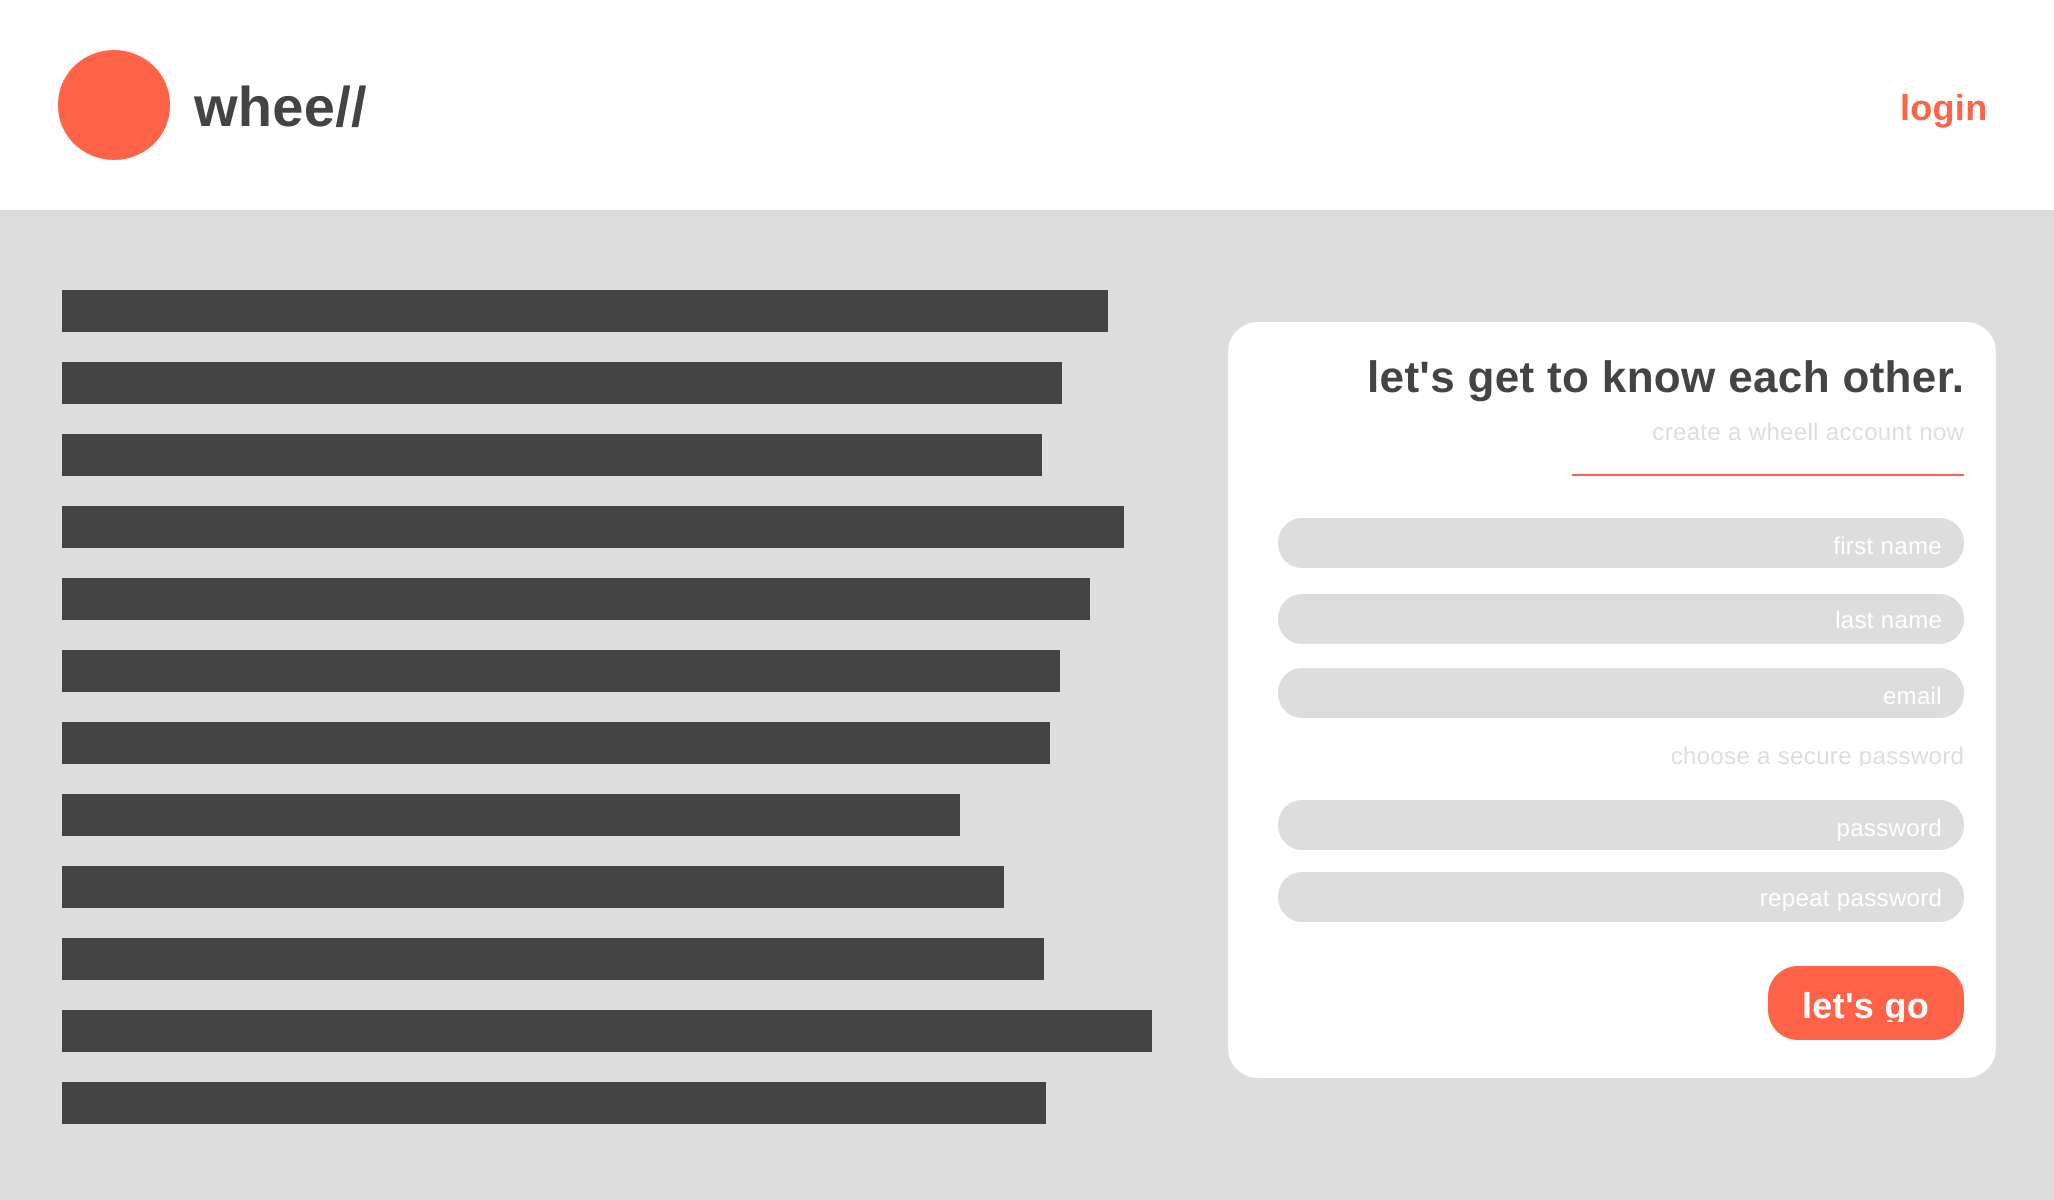 whee//
login
let's get to know each other.
create a wheell account now
first name
last name
email
choose a secure password
password
repeat password
let's go